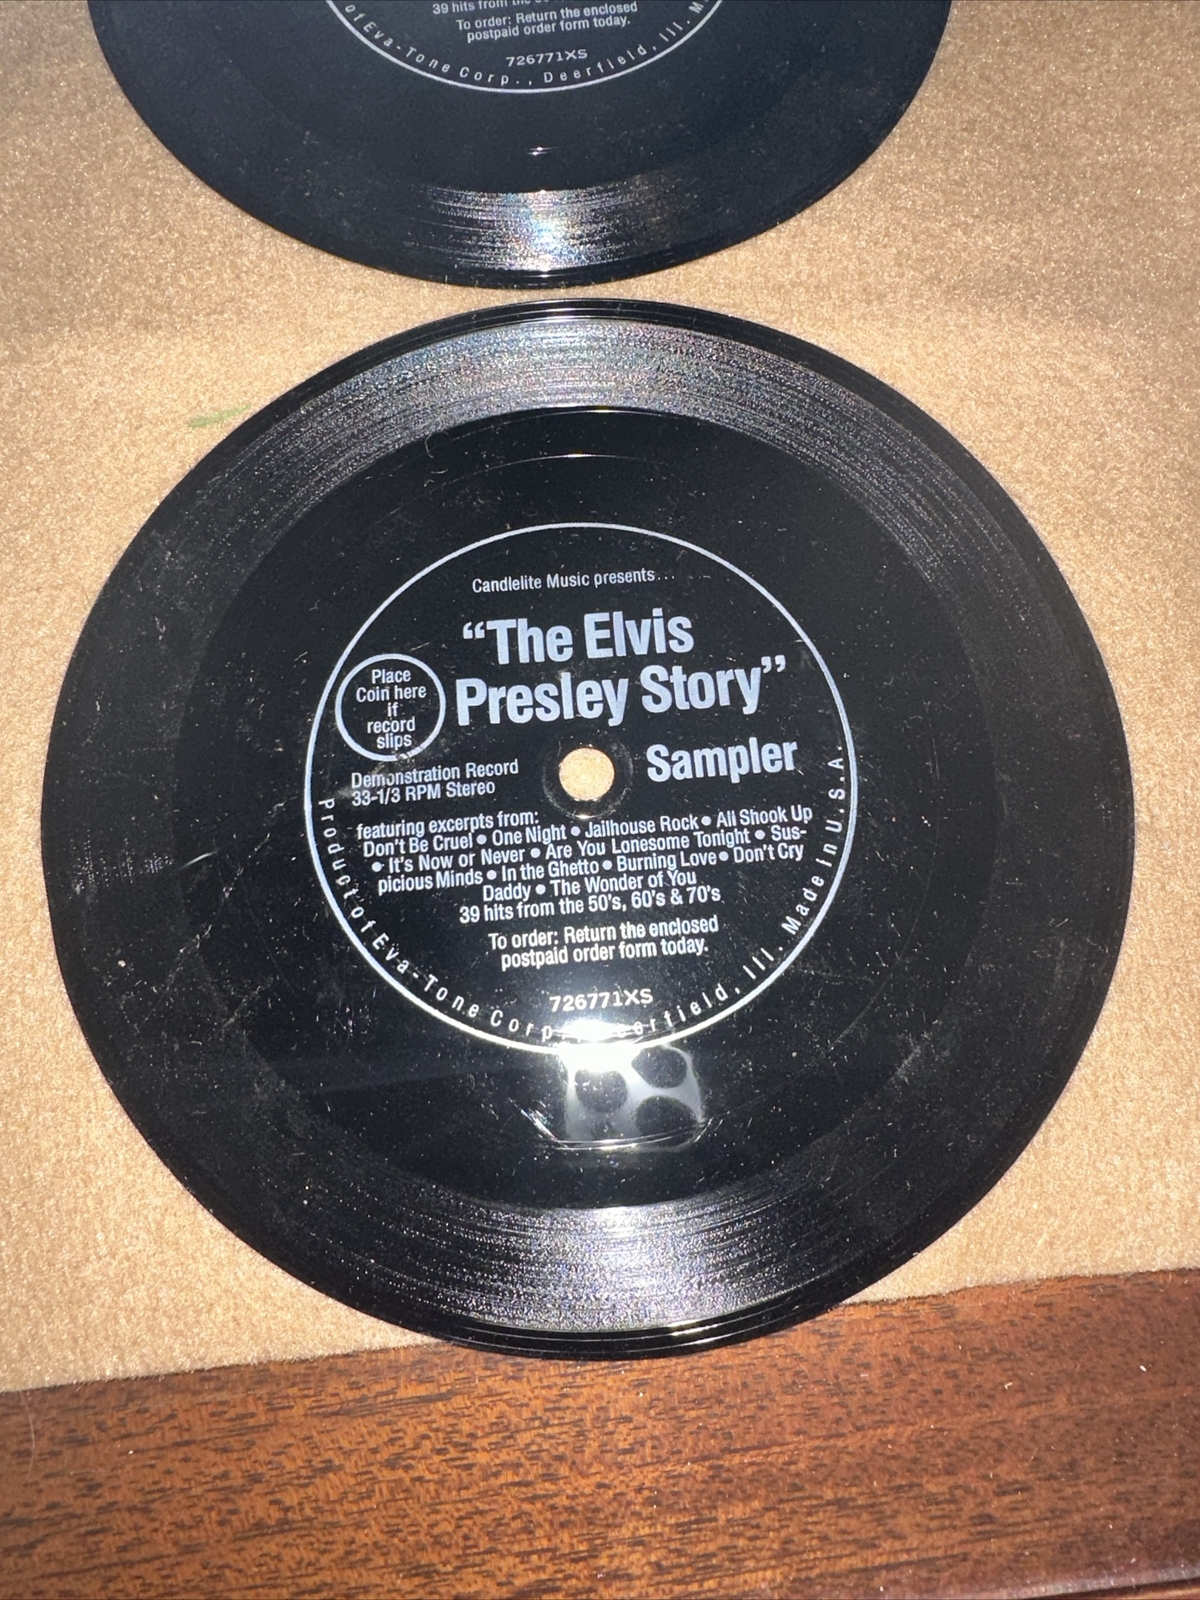 39 hits from the 50's
To order: Return the enclosed
postpaid order form today.
726771XS
of Eva-Tone Corp., Deerfield, Ill. M
Candlelite Music presents...
"The Elvis
Presley Story"
Sampler
Place
Coin here
if
record
slips
Demonstration Record
33-1/3 RPM Stereo
featuring excerpts from:
Don't Be Cruel • One Night • Jailhouse Rock • All Shook Up
• It's Now or Never • Are You Lonesome Tonight • Sus-
picious Minds • In the Ghetto • Burning Love • Don't Cry
Daddy • The Wonder of You
39 hits from the 50's, 60's & 70's
To order: Return the enclosed
postpaid order form today.
726771XS
Product of Eva-Tone Corp., Deerfield, Ill. Made in U.S.A.